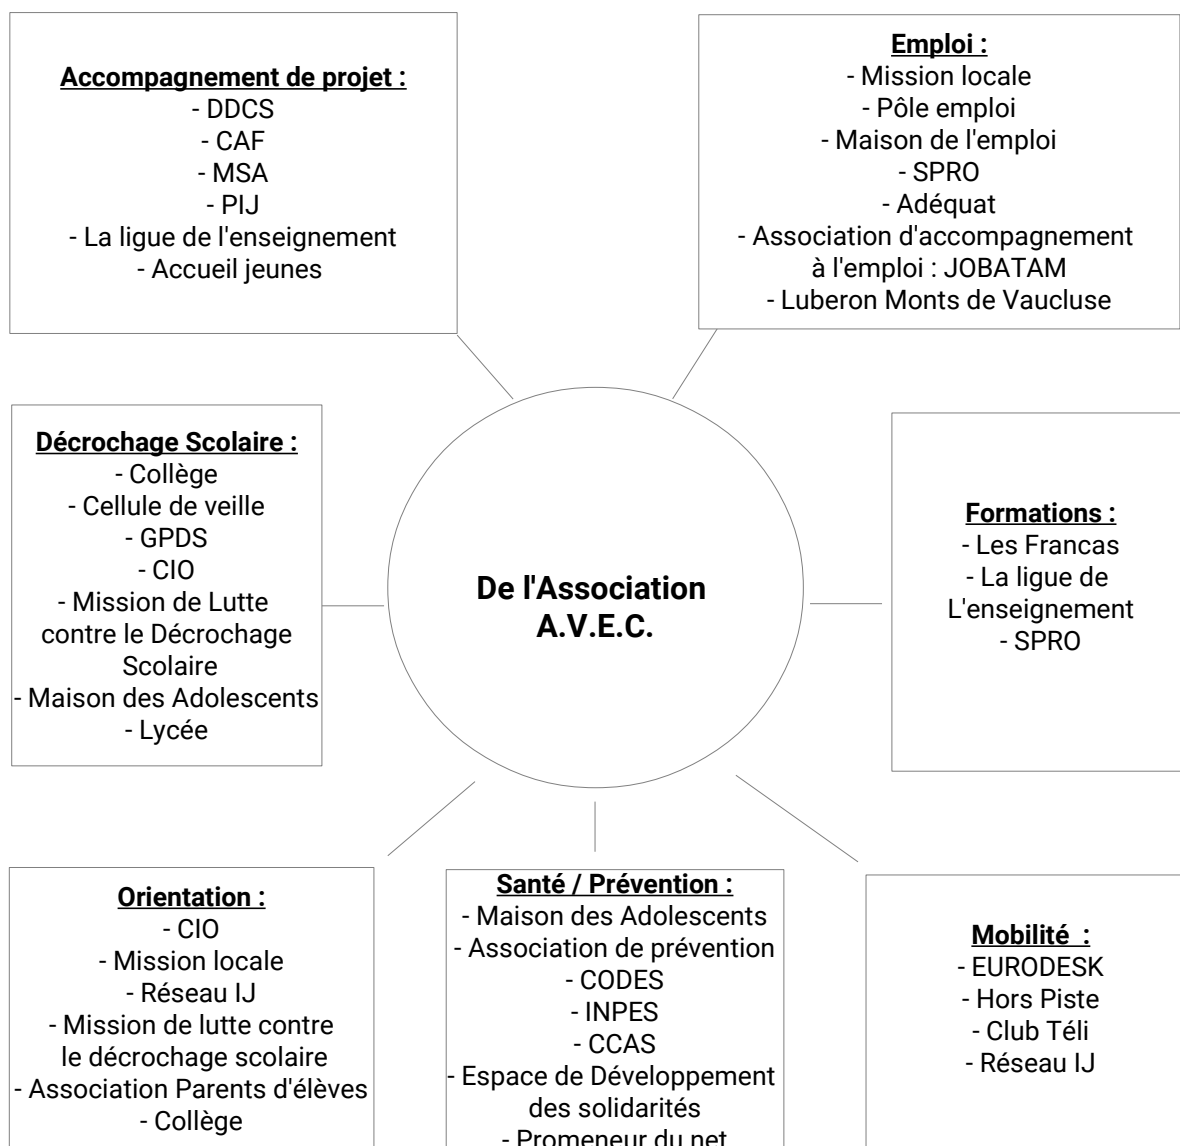 Accompagnement de projet :
- DDCS
- CAF
- MSA
- PIJ
- La ligue de l'enseignement
- Accueil jeunes
Emploi :
- Mission locale
- Pôle emploi
- Maison de l'emploi
- SPRO
- Adéquat
- Association d'accompagnement
à l'emploi : JOBATAM
- Luberon Monts de Vaucluse
Décrochage Scolaire :
- Collège
- Cellule de veille
- GPDS
- CIO
- Mission de Lutte
contre le Décrochage
Scolaire
- Maison des Adolescents
- Lycée
De l'Association
A.V.E.C.
Formations :
- Les Francas
- La ligue de
L'enseignement
- SPRO
Orientation :
- CIO
- Mission locale
- Réseau IJ
- Mission de lutte contre
le décrochage scolaire
- Association Parents d'élèves
- Collège
Santé / Prévention :
- Maison des Adolescents
- Association de prévention
- CODES
- INPES
- CCAS
- Espace de Développement
des solidarités
- Promeneur du net
Mobilité :
- EURODESK
- Hors Piste
- Club Téli
- Réseau IJ